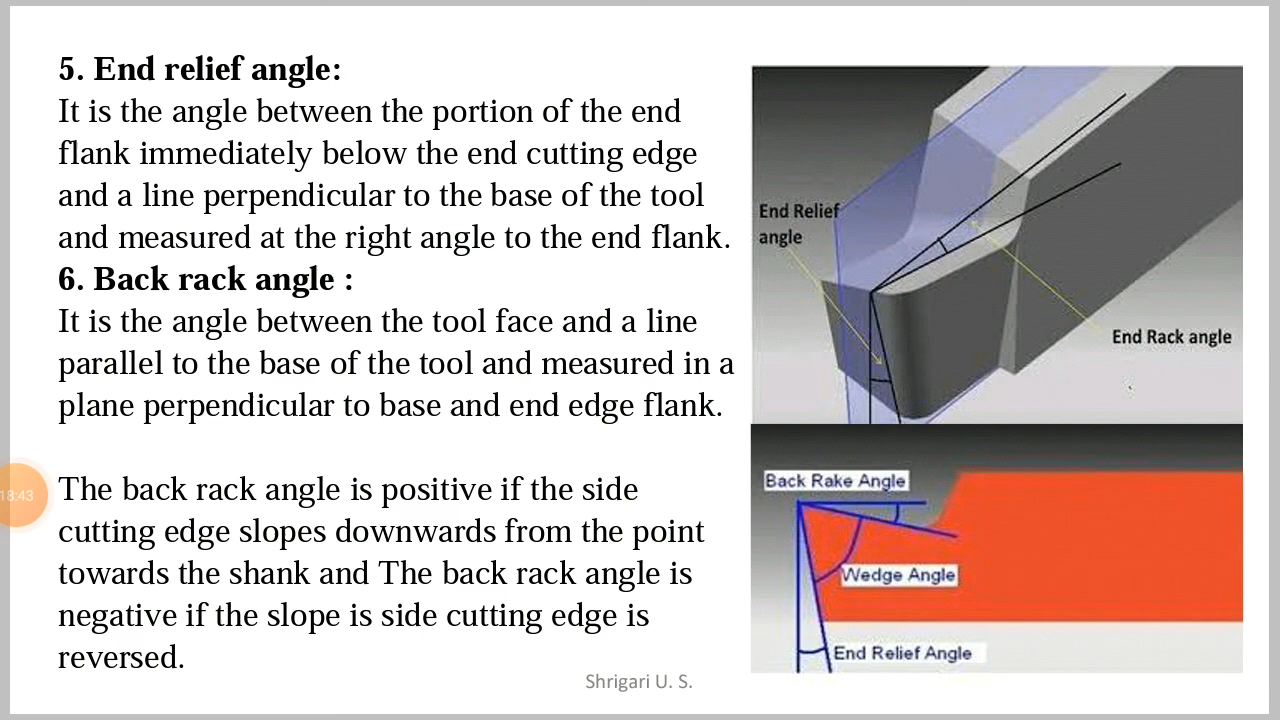 5. End relief angle:
It is the angle between the portion of the end
flank immediately below the end cutting edge
and a line perpendicular to the base of the tool
and measured at the right angle to the end flank.
6. Back rack angle :
It is the angle between the tool face and a line
parallel to the base of the tool and measured in a
plane perpendicular to base and end edge flank.
The back rack angle is positive if the side
cutting edge slopes downwards from the point
towards the shank and The back rack angle is
negative if the slope is side cutting edge is
reversed.
End Relief
angle
End Rack angle
Back Rake Angle
Wedge Angle
End Relief Angle
18:43
Shrigari U. S.